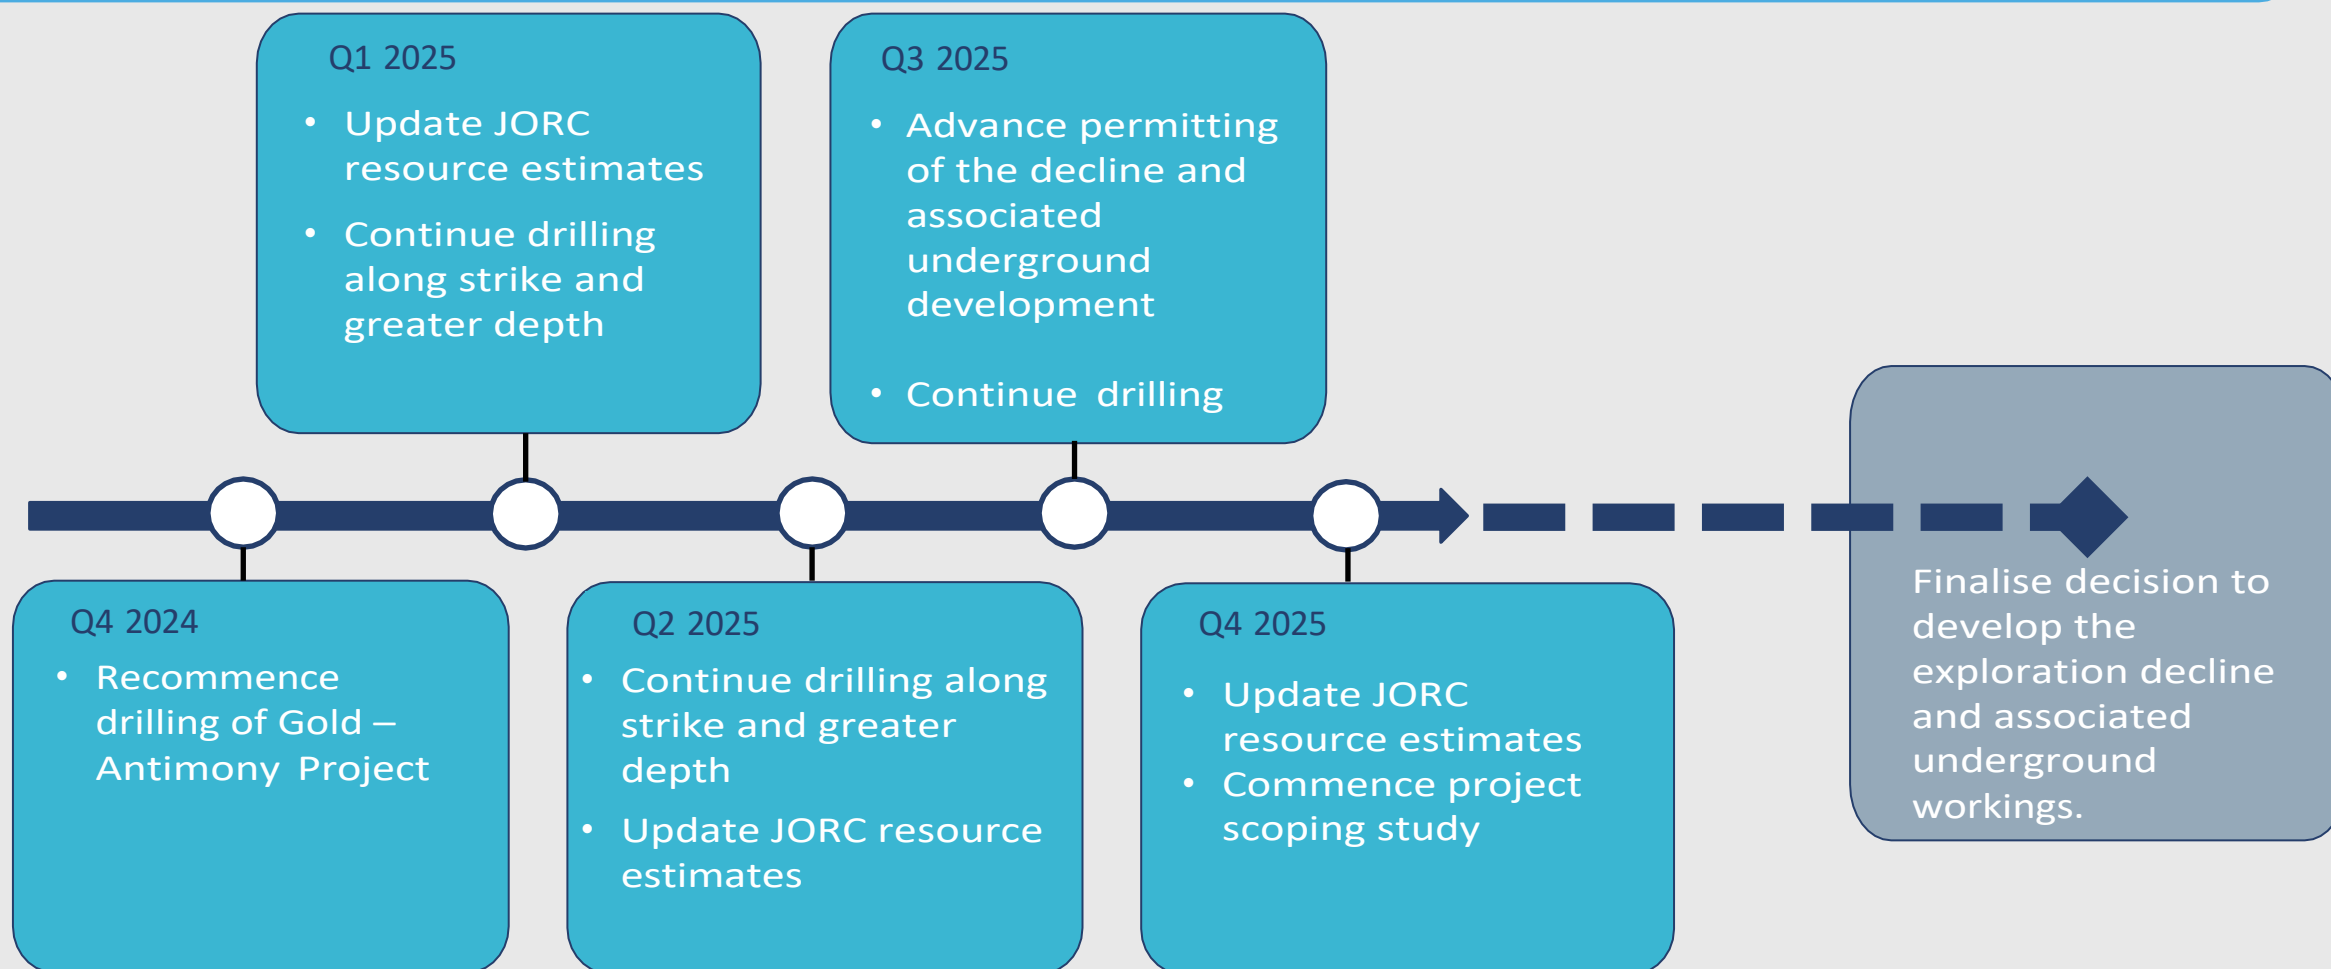 Q1 2025
• Update JORC
resource estimates
• Continue drilling
along strike and
greater depth
Q3 2025
• Advance permitting
of the decline and
associated
underground
development
• Continue drilling
Q4 2024
• Recommence
drilling of Gold –
Antimony Project
Q2 2025
• Continue drilling along
strike and greater
depth
• Update JORC resource
estimates
Q4 2025
• Update JORC
resource estimates
• Commence project
scoping study
Finalise decision to
develop the
exploration decline
and associated
underground
workings.